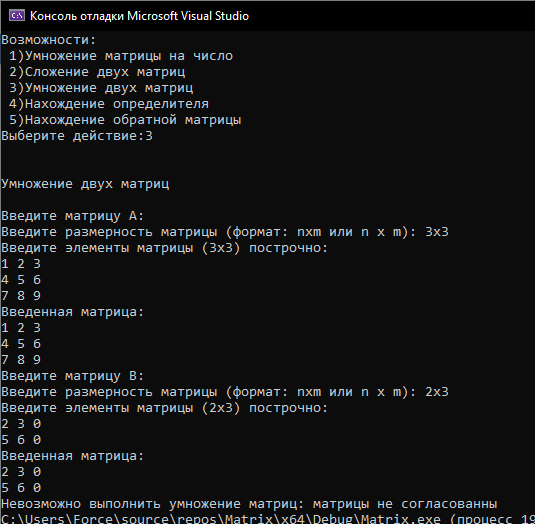 Консоль отладки Microsoft Visual Studio
Возможности:
 1)Умножение матрицы на число
 2)Сложение двух матриц
 3)Умножение двух матриц
 4)Нахождение определителя
 5)Нахождение обратной матрицы
Выберите действие:3
Умножение двух матриц
Введите матрицу A:
Введите размерность матрицы (формат: nxm или n x m): 3x3
Введите элементы матрицы (3x3) построчно:
1 2 3
4 5 6
7 8 9
Введенная матрица:
1 2 3
4 5 6
7 8 9
Введите матрицу B:
Введите размерность матрицы (формат: nxm или n x m): 2x3
Введите элементы матрицы (2x3) построчно:
2 3 0
5 6 0
Введенная матрица:
2 3 0
5 6 0
Невозможно выполнить умножение матриц: матрицы не согласованны
C:\Users\Force\source\repos\Matrix\x64\Debug\Matrix.exe (процесс 19